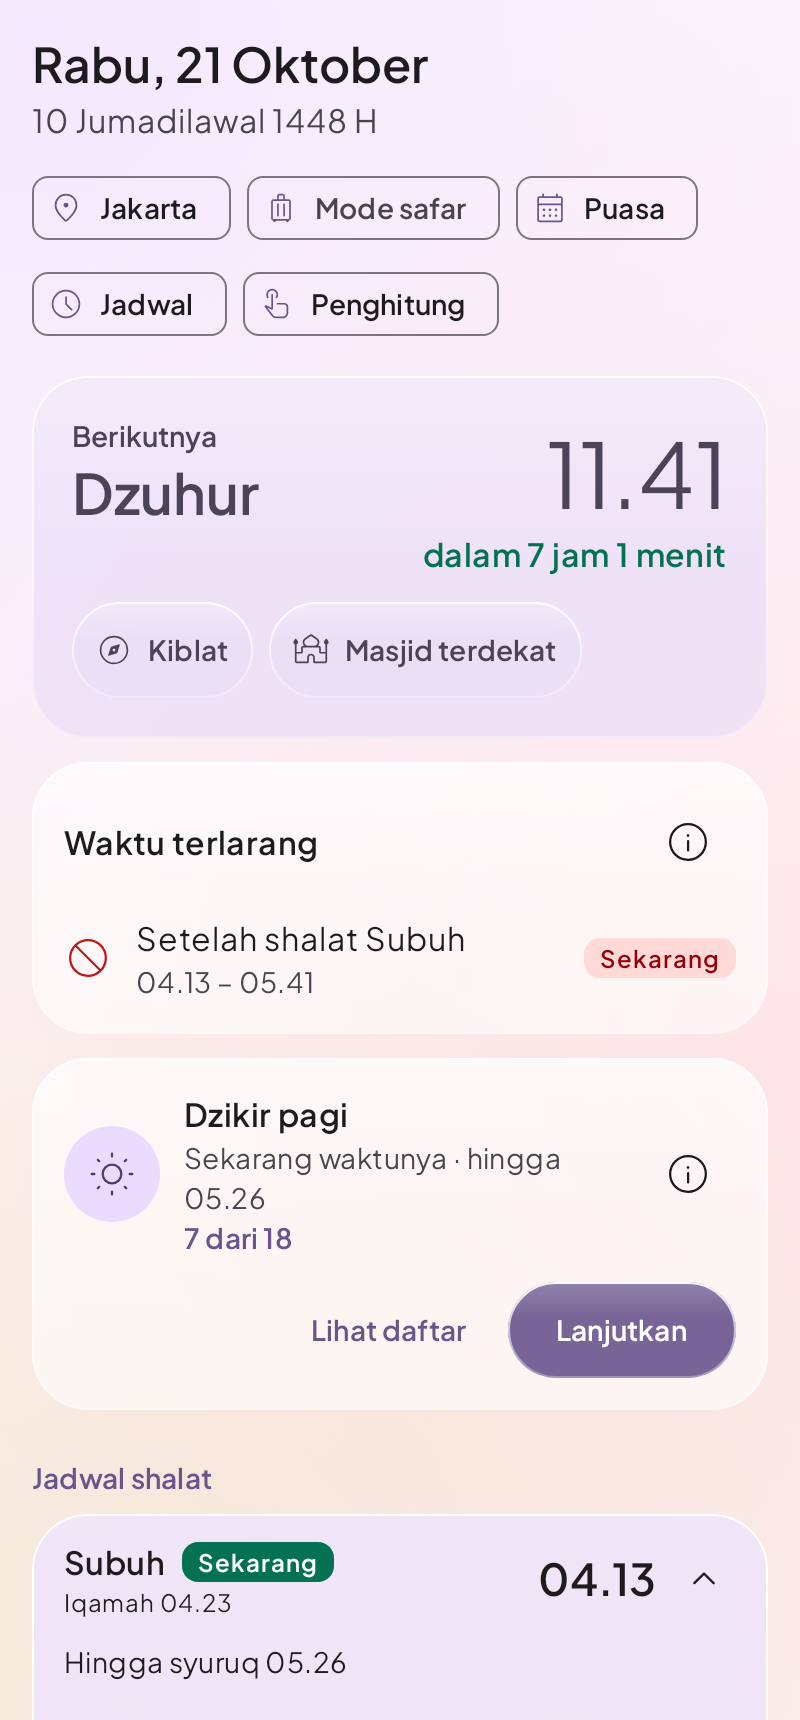 Rabu, 21 Oktober
10 Jumadilawal 1448 H
Jakarta
Mode safar
Puasa
Jadwal
Penghitung
Berikutnya
Dzuhur
11.41
dalam 7 jam 1 menit
Kiblat
Masjid terdekat
Waktu terlarang
Setelah shalat Subuh
04.13 – 05.41
Sekarang
Dzikir pagi
Sekarang waktunya · hingga
05.26
7 dari 18
Lihat daftar
Lanjutkan
Jadwal shalat
Subuh
Sekarang
04.13
Iqamah 04.23
Hingga syuruq 05.26